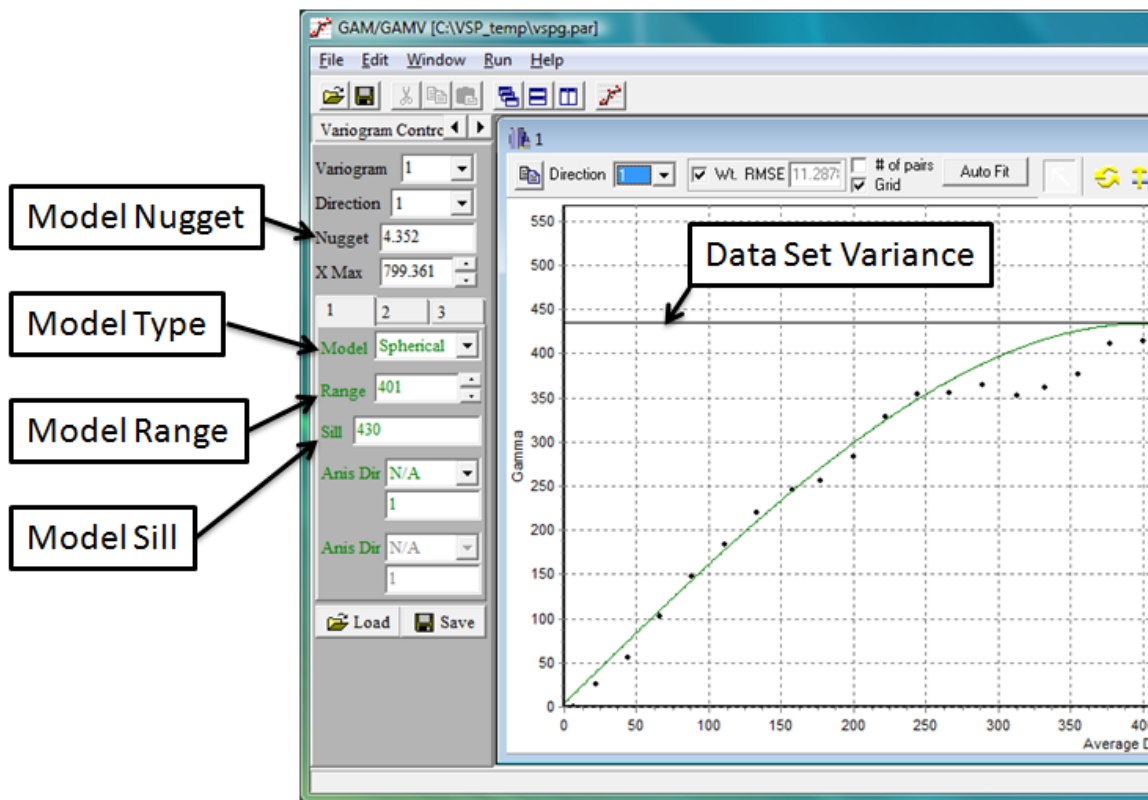 GAM/GAMV [C:\VSP_temp\vspg.par]
File Edit Window Run Help
Variogram Contro
1
Variogram 1
Direction 1 Wt. RMSE 11.287 # of pairs Grid Auto Fit
Direction 1
Nugget 4.352
X Max 799.361
1 2 3
Model Spherical
Range 401
Sill 430
Anis Dir N/A
1
Anis Dir N/A
1
Load Save
Model Nugget
Model Type
Model Range
Model Sill
Data Set Variance
550
500
450
400
350
300
250
200
150
100
50
0
Gamma
0 50 100 150 200 250 300 350 40
Average D